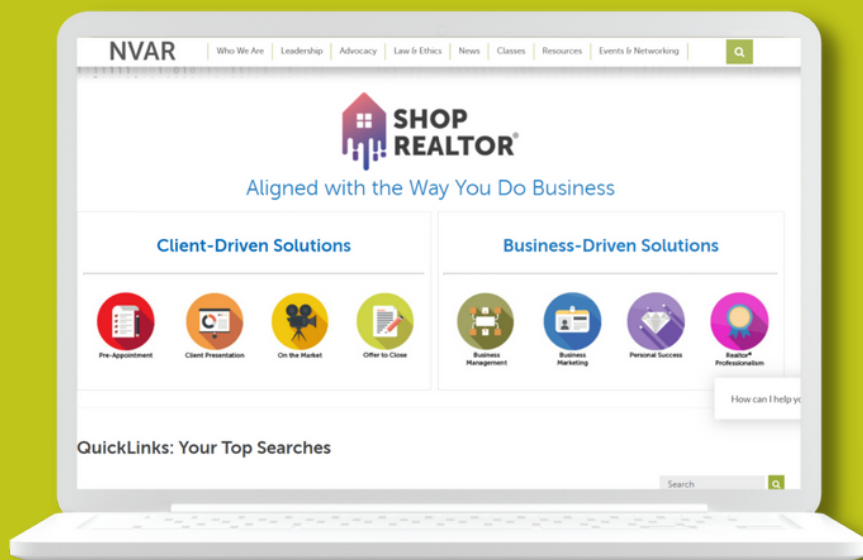 NVAR
Who We Are Leadership Advocacy Law & Ethics News Classes Resources Events & Networking
SHOP
REALTOR®
Aligned with the Way You Do Business
Client-Driven Solutions
Business-Driven Solutions
Pre-Appointment
Client Presentation
On the Market
Offer to Close
Business
Management
Business
Marketing
Personal Success
Realtor®
Professionalism
How can I help yo
QuickLinks: Your Top Searches
Search